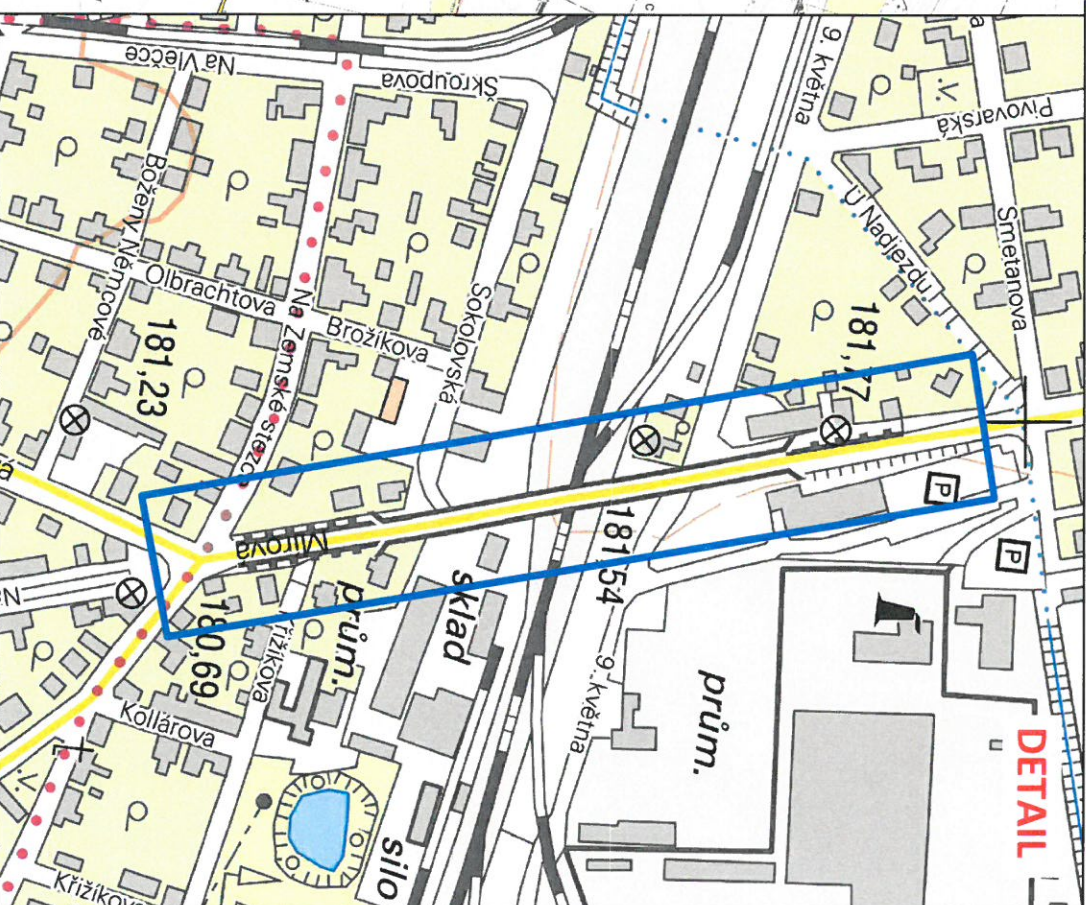 9. května
Pivovarská
.V.
Smetanova
U Nadjezdu
181,77
Škroupova
Na Vlečce
Boženy Němcové
Olbrachtova
Brožíkova
Sokolovská
Na Zemské stezce
181,23
P
P
181,54
Mírová
180,69
prům.
sklad
Křižíkova
9. května
prům.
DETAIL
Kollárova
.V.
silo
Křižíkova